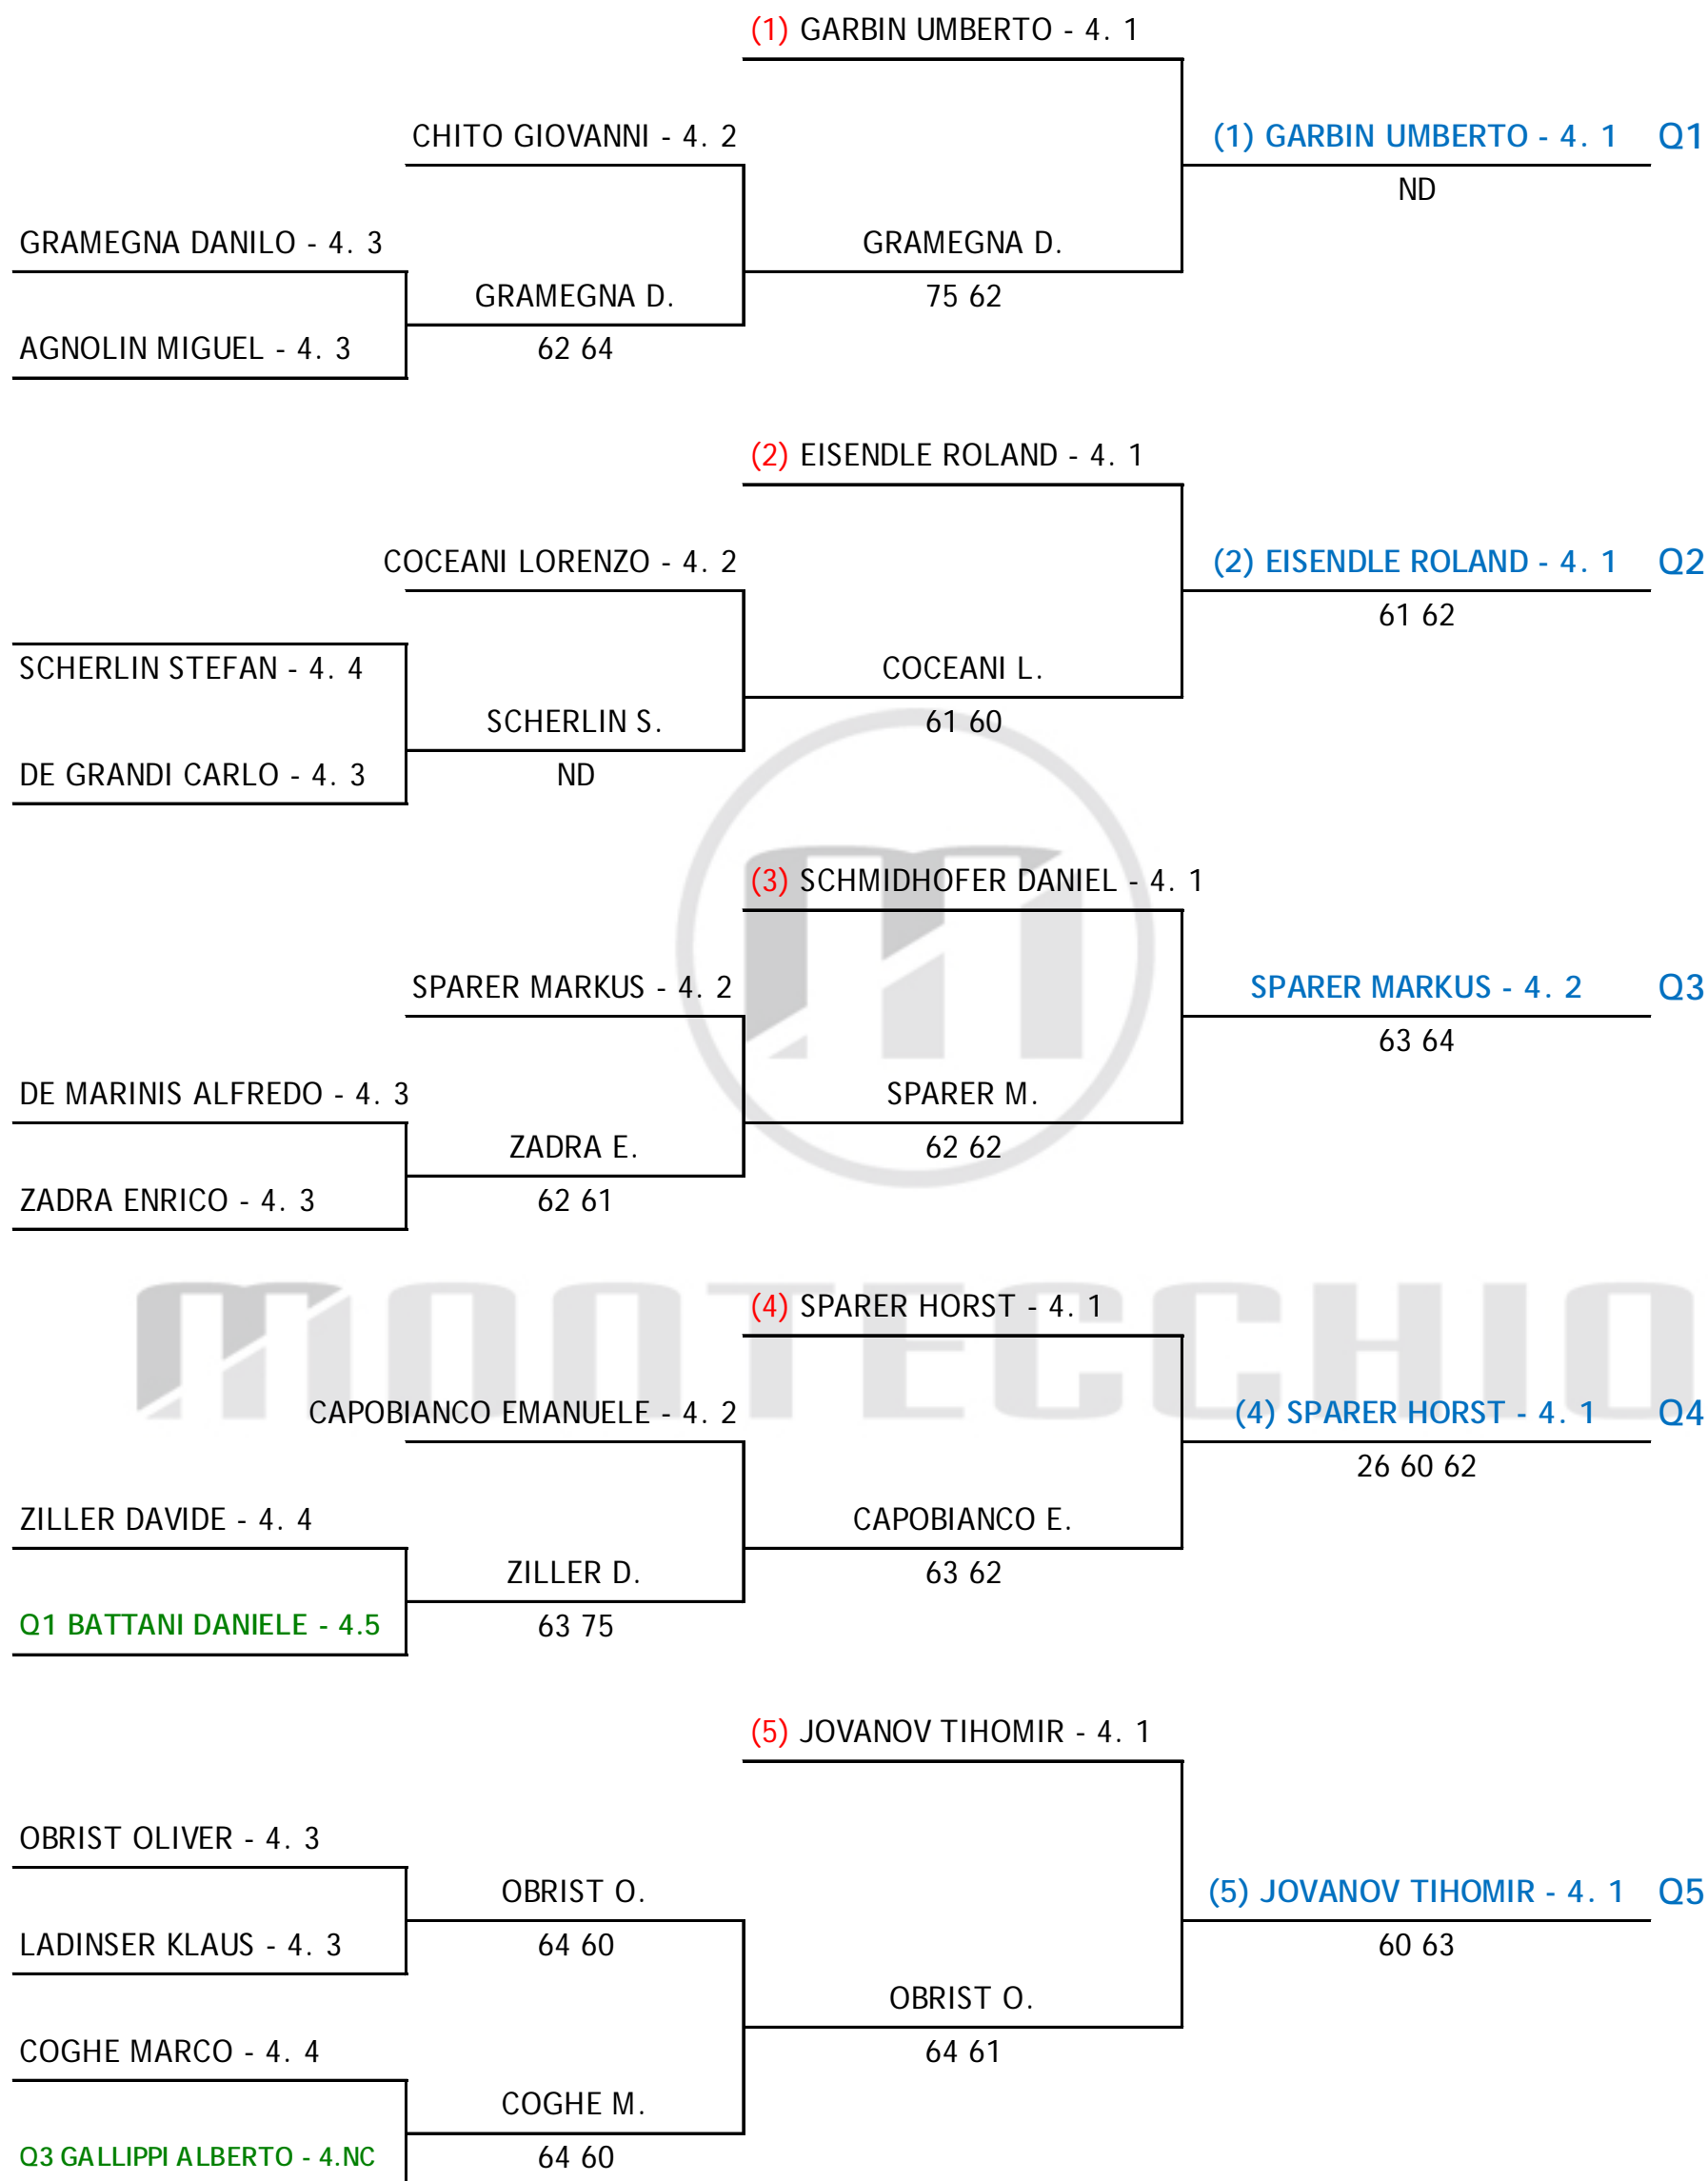 (1) GARBIN UMBERTO - 4. 1
CHITO GIOVANNI - 4. 2
(1) GARBIN UMBERTO - 4. 1 Q1
ND
GRAMEGNA DANILO - 4. 3
GRAMEGNA D.
GRAMEGNA D.
75 62
AGNOLIN MIGUEL - 4. 3
62 64
(2) EISENDLE ROLAND - 4. 1
COCEANI LORENZO - 4. 2
(2) EISENDLE ROLAND - 4. 1 Q2
61 62
SCHERLIN STEFAN - 4. 4
COCEANI L.
SCHERLIN S.
61 60
DE GRANDI CARLO - 4. 3
ND
(3) SCHMIDHOFER DANIEL - 4. 1
SPARER MARKUS - 4. 2
SPARER MARKUS - 4. 2 Q3
63 64
DE MARINIS ALFREDO - 4. 3
SPARER M.
ZADRA E.
62 62
ZADRA ENRICO - 4. 3
62 61
MONTECCHIO
(4) SPARER HORST - 4. 1
CAPOBIANCO EMANUELE - 4. 2
(4) SPARER HORST - 4. 1 Q4
26 60 62
ZILLER DAVIDE - 4. 4
CAPOBIANCO E.
ZILLER D.
63 62
Q1 BATTANI DANIELE - 4.5
63 75
(5) JOVANOV TIHOMIR - 4. 1
OBRIST OLIVER - 4. 3
OBRIST O.
(5) JOVANOV TIHOMIR - 4. 1 Q5
LADINSER KLAUS - 4. 3
64 60
60 63
OBRIST O.
COGHE MARCO - 4. 4
64 61
COGHE M.
Q3 GALLIPPI ALBERTO - 4.NC
64 60